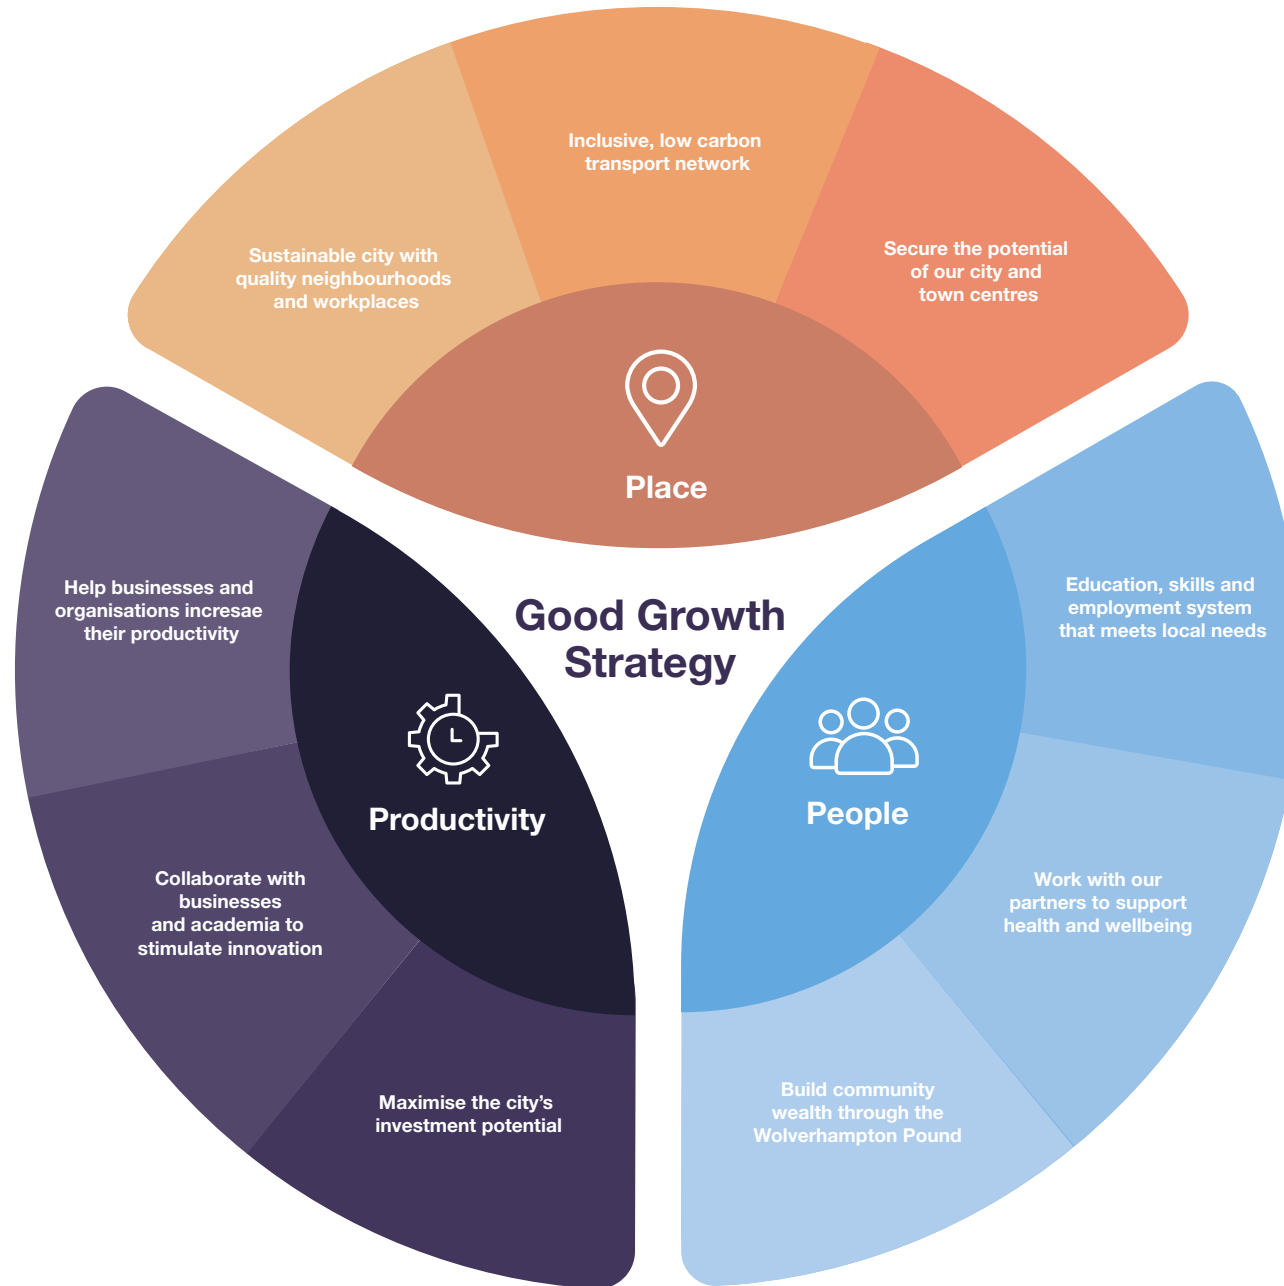 Inclusive, low carbon
transport network
Sustainable city with
quality neighbourhoods
and workplaces
Secure the potential
of our city and
town centres
Place
Good Growth
Strategy
Help businesses and
organisations incresae
their productivity
Collaborate with
businesses
and academia to
stimulate innovation
Maximise the city's
investment potential
Productivity
People
Education, skills and
employment system
that meets local needs
Work with our
partners to support
health and wellbeing
Build community
wealth through the
Wolverhampton Pound